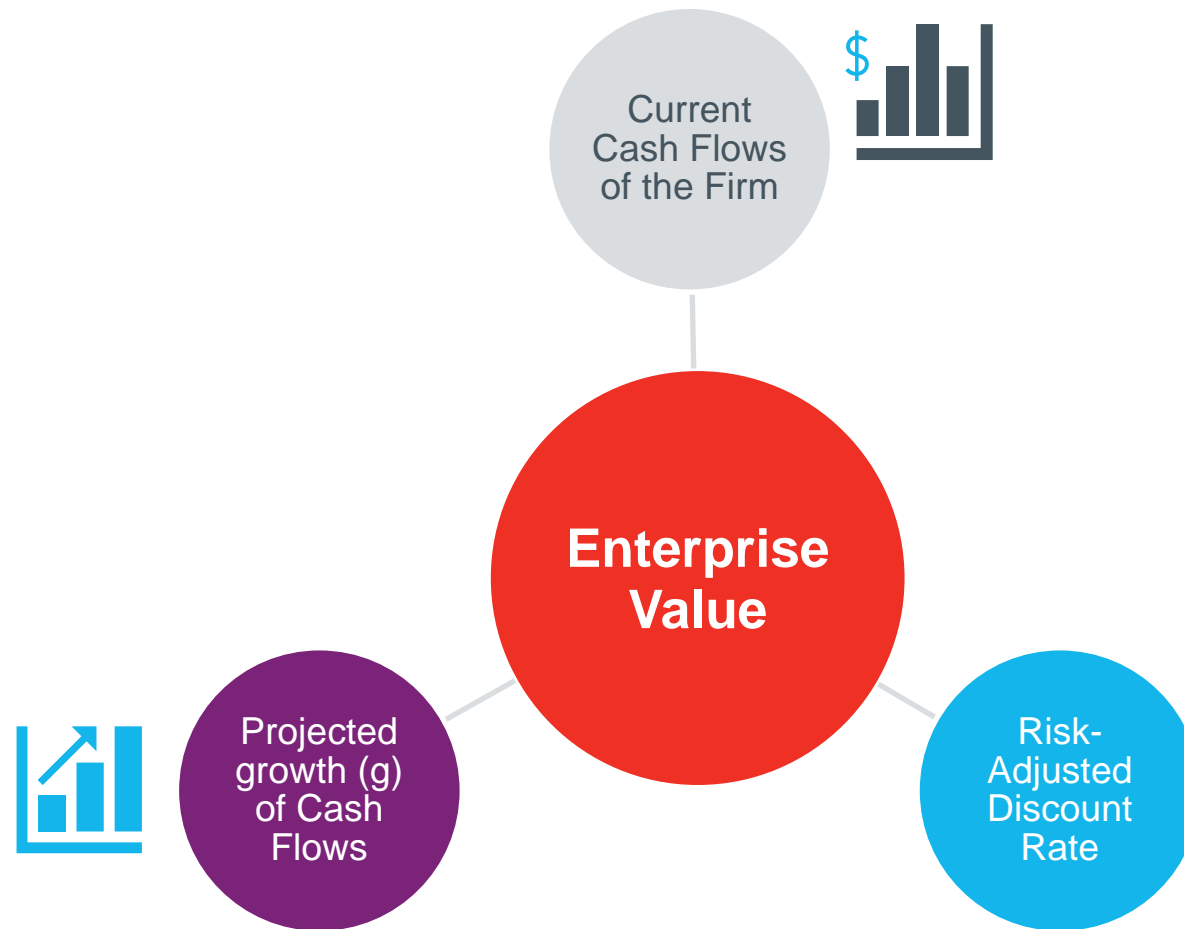 $
Current
Cash Flows
of the Firm
Enterprise
Value
Projected
growth (g)
of Cash
Flows
Risk-
Adjusted
Discount
Rate